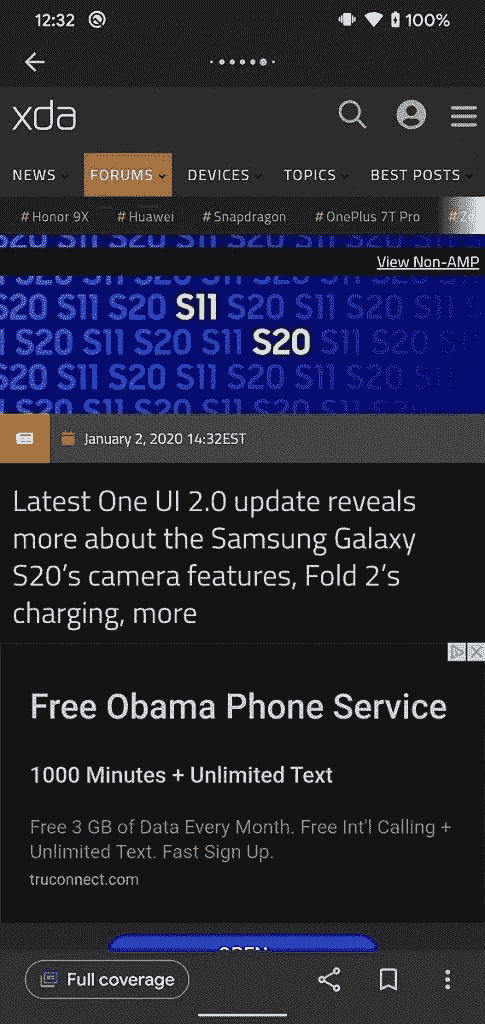 12:32
100%
xda
NEWS FORUMS DEVICES TOPICS BEST POSTS
#Honor 9X #Huawei #Snapdragon #OnePlus 7T Pro
View Non-AMP
S20 S11 S20 S11 S20 S11 S20 S11
S20 S11 S20 S11 S20 S20 S11
S20 S11 S20 S11 S20 S11 S20 S11
January 2, 2020 14:32EST
Latest One UI 2.0 update reveals
more about the Samsung Galaxy
S20’s camera features, Fold 2’s
charging, more
Free Obama Phone Service
1000 Minutes + Unlimited Text
Free 3 GB of Data Every Month. Free Int'l Calling +
Unlimited Text. Fast Sign Up.
truconnect.com
OPEN
Full coverage